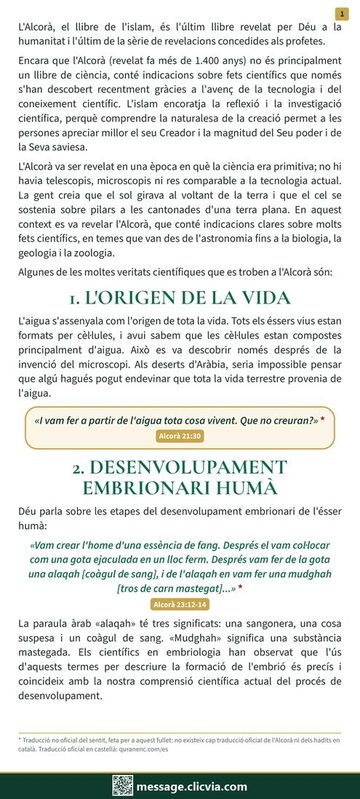 1
L'Alcorà, el llibre de l'islam, és l'últim llibre revelat per Déu a la
humanitat i l'últim de la sèrie de revelacions concedides als profetes.
Encara que l'Alcorà (revelat fa més de 1.400 anys) no és principalment
un llibre de ciència, conté indicacions sobre fets científics que només
s'han descobert recentment gràcies a l'avenç de la tecnologia i del
coneixement científic. L'islam encoratja la reflexió i la investigació
científica, perquè comprendre la naturalesa de la creació permet a les
persones apreciar millor el seu Creador i la magnitud del Seu poder i de
la Seva saviesa.
L'Alcorà va ser revelat en una època en què la ciència era primitiva; no hi
havia telescopis, microscopis ni res comparable a la tecnologia actual.
La gent creia que el sol girava al voltant de la terra i que el cel se
sostenia sobre pilars a les cantonades d'una terra plana. En aquest
context es va revelar l'Alcorà, que conté indicacions clares sobre molts
fets científics, en temes que van des de l'astronomia fins a la biologia, la
geologia i la zoologia.
Algunes de les moltes veritats científiques que es troben a l'Alcorà són:
1. L'ORIGEN DE LA VIDA
L'aigua s'assenyala com l'origen de tota la vida. Tots els éssers vius estan
formats per cèl·lules, i avui sabem que les cèl·lules estan compostes
principalment d'aigua. Això es va descobrir només després de la
invenció del microscopi. Als deserts d'Aràbia, seria impossible pensar
que algú hagués pogut endevinar que tota la vida terrestre provenia de
l'aigua.
«I vam fer a partir de l'aigua tota cosa vivent. Que no creuran?» *
Alcorà 21:30
2. DESENVOLUPAMENT
EMBRIONARI HUMÀ
Déu parla sobre les etapes del desenvolupament embrionari de l'ésser
humà:
«Vam crear l'home d'una essència de fang. Després el vam col·locar
com una gota ejaculada en un lloc ferm. Després vam fer de la gota
una alaqah [coàgul de sang], i de l'alaqah en vam fer una mudghah
[tros de carn mastegat]...» *
Alcorà 23:12-14
La paraula àrab «alaqah» té tres significats: una sangonera, una cosa
suspesa i un coàgul de sang. «Mudghah» significa una substància
mastegada. Els científics en embriologia han observat que l'ús
d'aquests termes per descriure la formació de l'embrió és precís i
coincideix amb la nostra comprensió científica actual del procés de
desenvolupament.
* Traducció no oficial del sentit, feta per a aquest fullet: no existeix cap traducció oficial de l'Alcorà ni dels hadits en
català. Traducció oficial en castellà: quranenc.com/es
message.clicvia.com